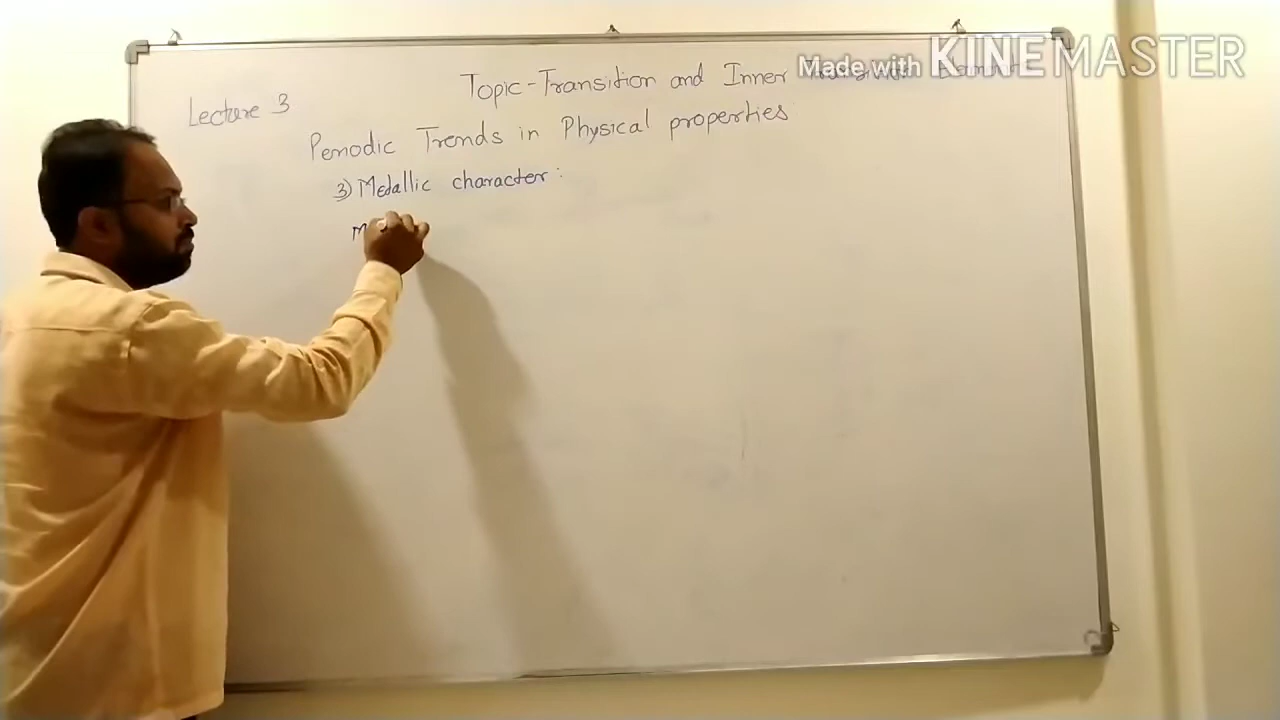 Made with KINEMASTER
Topic-Transition and Inner
Lecture 3
Periodic Trends in Physical properties
3) Metallic character:
M